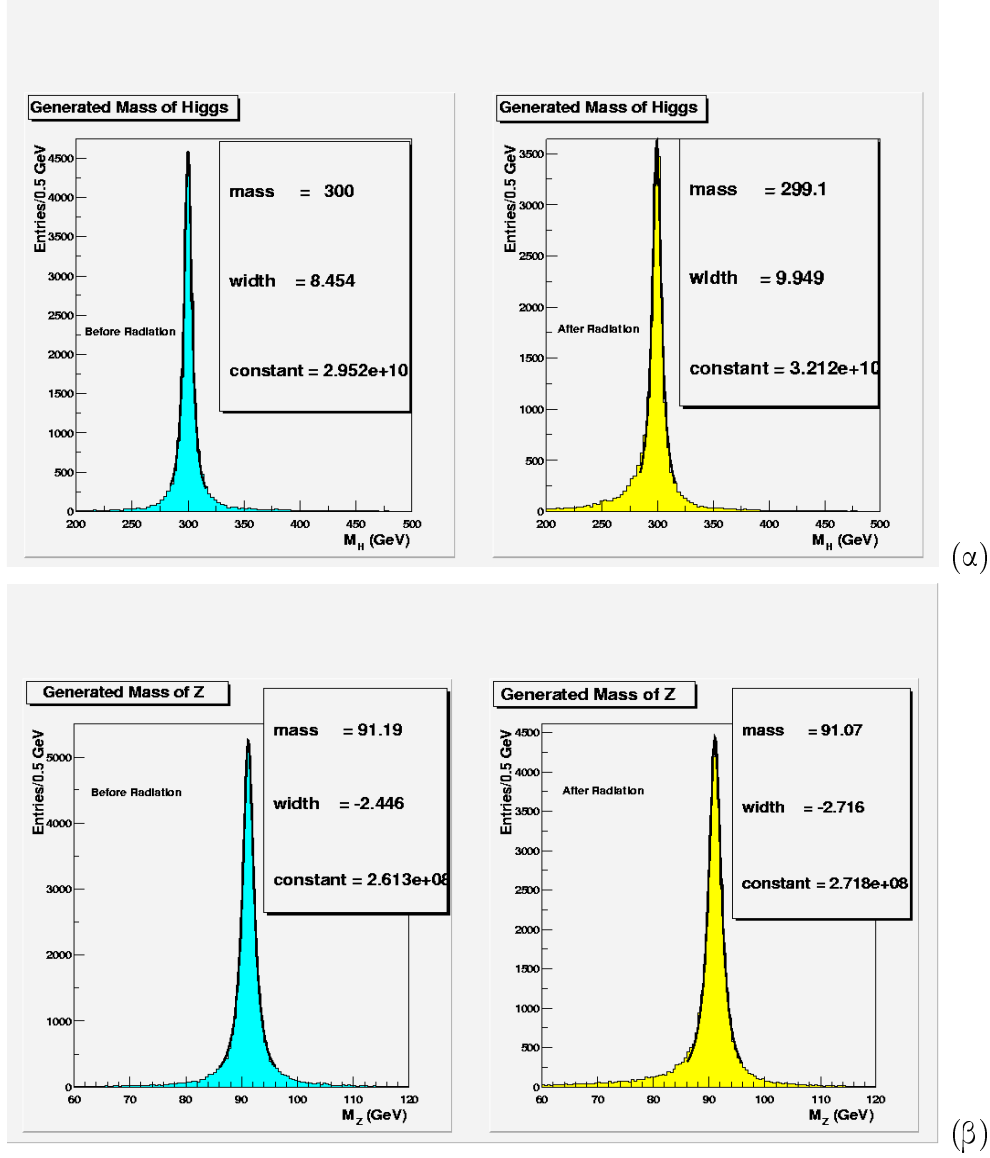 Generated Mass of Higgs
Entries/0.5 GeV
4500
4000
3500
3000
2500
2000
1500
1000
500
0
200 250 300 350 400 450 500
M_H (GeV)
Before Radiation
mass = 300
width = 8.454
constant = 2.952e+10
Generated Mass of Higgs
Entries/0.5 GeV
3500
3000
2500
2000
1500
1000
500
0
200 250 300 350 400 450 500
M_H (GeV)
After Radiation
mass = 299.1
width = 9.949
constant = 3.212e+10
(α)
Generated Mass of Z
Entries/0.5 GeV
5000
4000
3000
2000
1000
0
60 70 80 90 100 110 120
M_Z (GeV)
Before Radiation
mass = 91.19
width = -2.446
constant = 2.613e+08
Generated Mass of Z
Entries/0.5 GeV
4500
4000
3500
3000
2500
2000
1500
1000
500
0
60 70 80 90 100 110 120
M_Z (GeV)
After Radiation
mass = 91.07
width = -2.716
constant = 2.718e+08
(β)